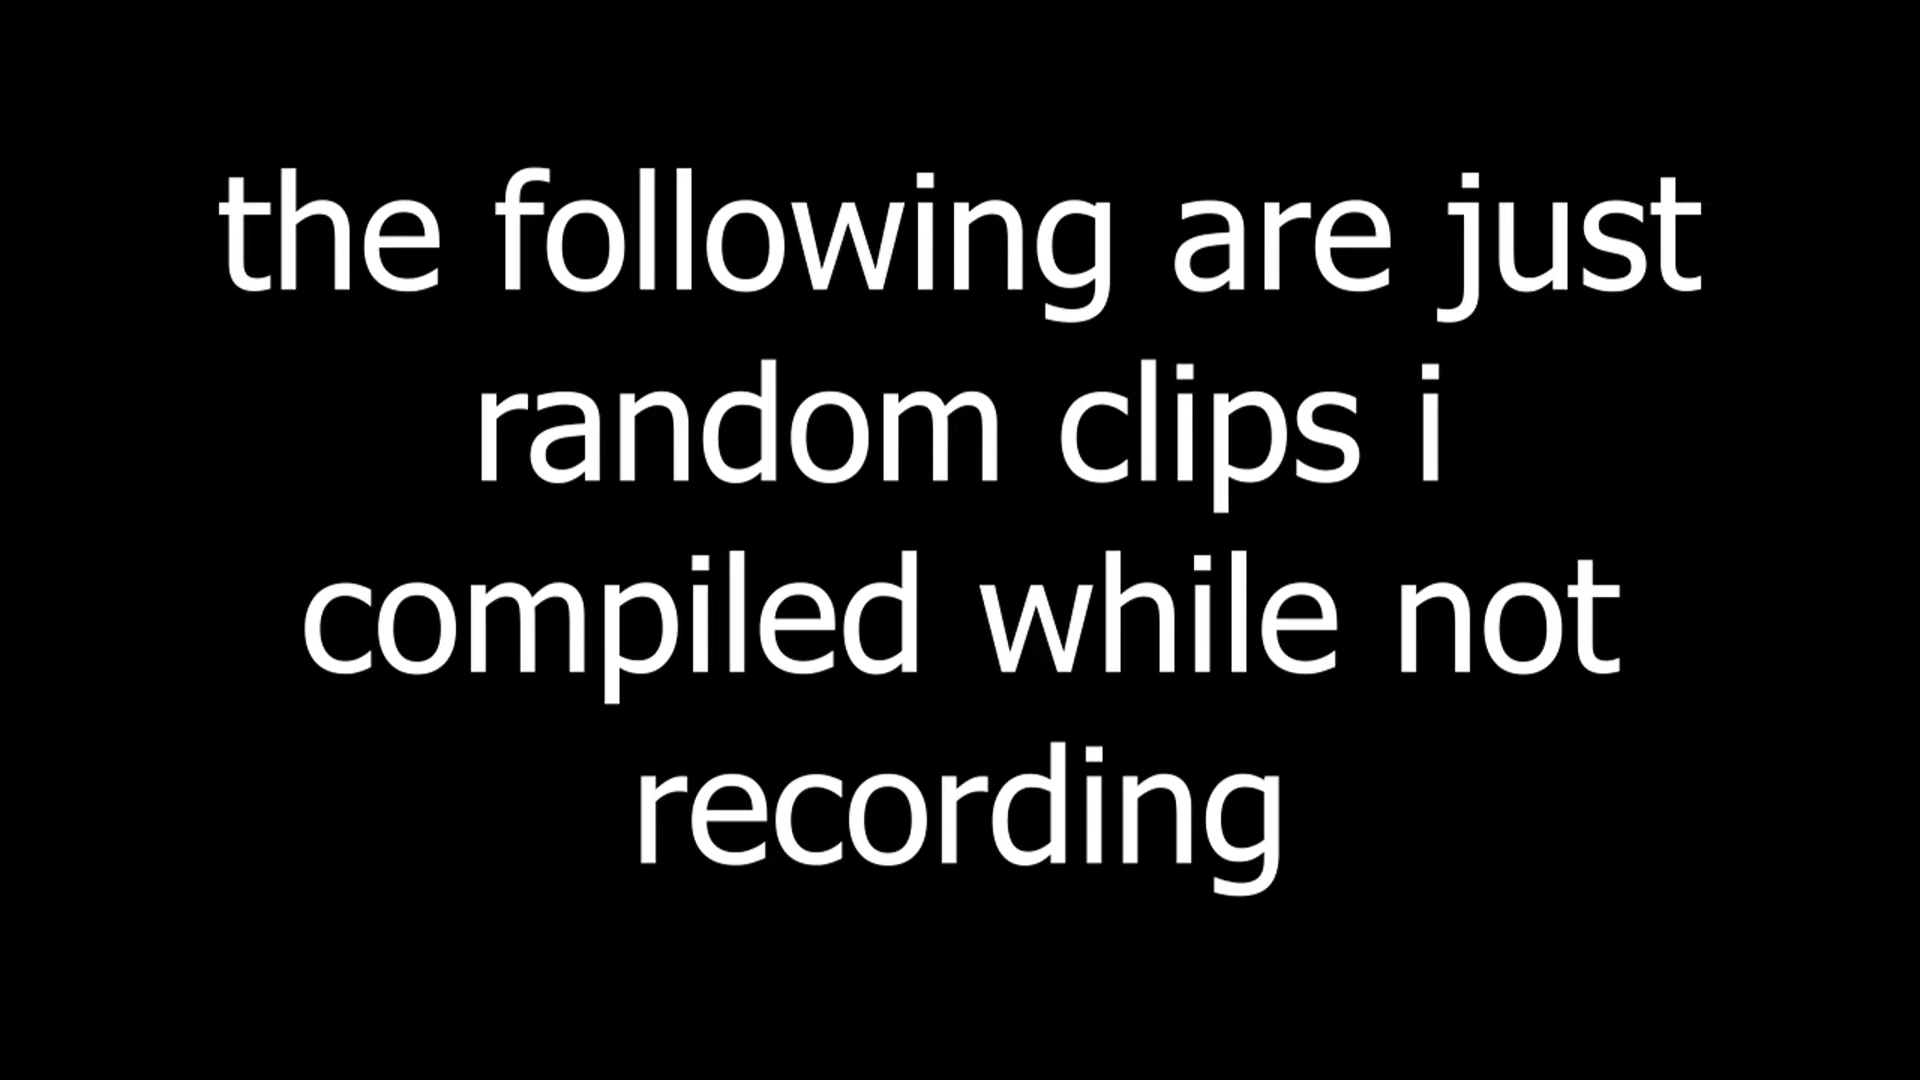 the following are just
random clips i
compiled while not
recording